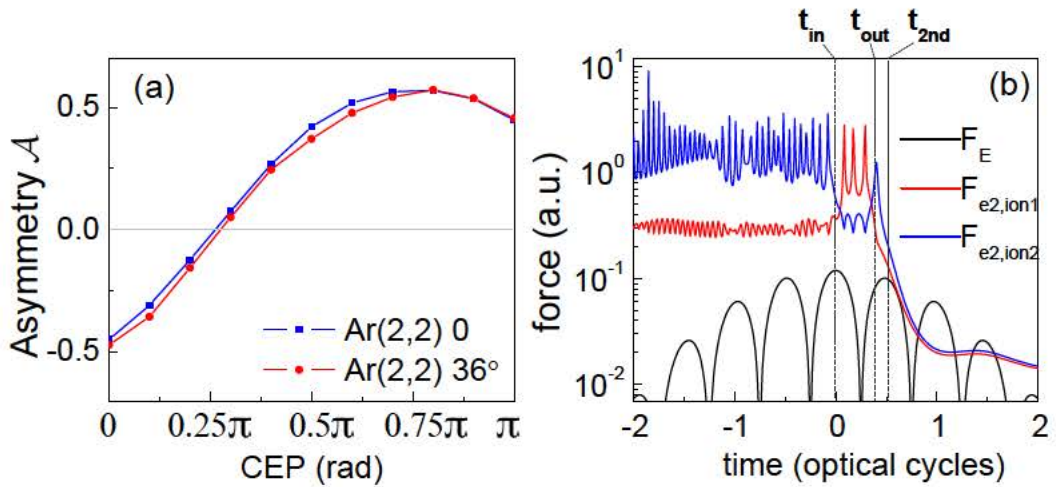 (a)
Asymmetry 𝒜
0.5
0.0
-0.5
Ar(2,2) 0
Ar(2,2) 36°
0 0.25π 0.5π 0.75π π
CEP (rad)
t_in t_out t_2nd
(b)
force (a.u.)
10^1
10^0
10^-1
10^-2
F_E
F_e2,ion1
F_e2,ion2
-2 -1 0 1 2
time (optical cycles)